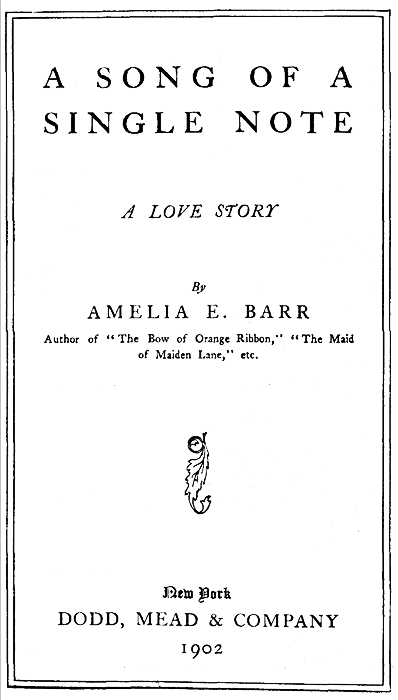 A SONG OF A
SINGLE NOTE
A LOVE STORY
By
AMELIA E. BARR
Author of "The Bow of Orange Ribbon," "The Maid
of Maiden Lane," etc.
New York
DODD, MEAD & COMPANY
1902